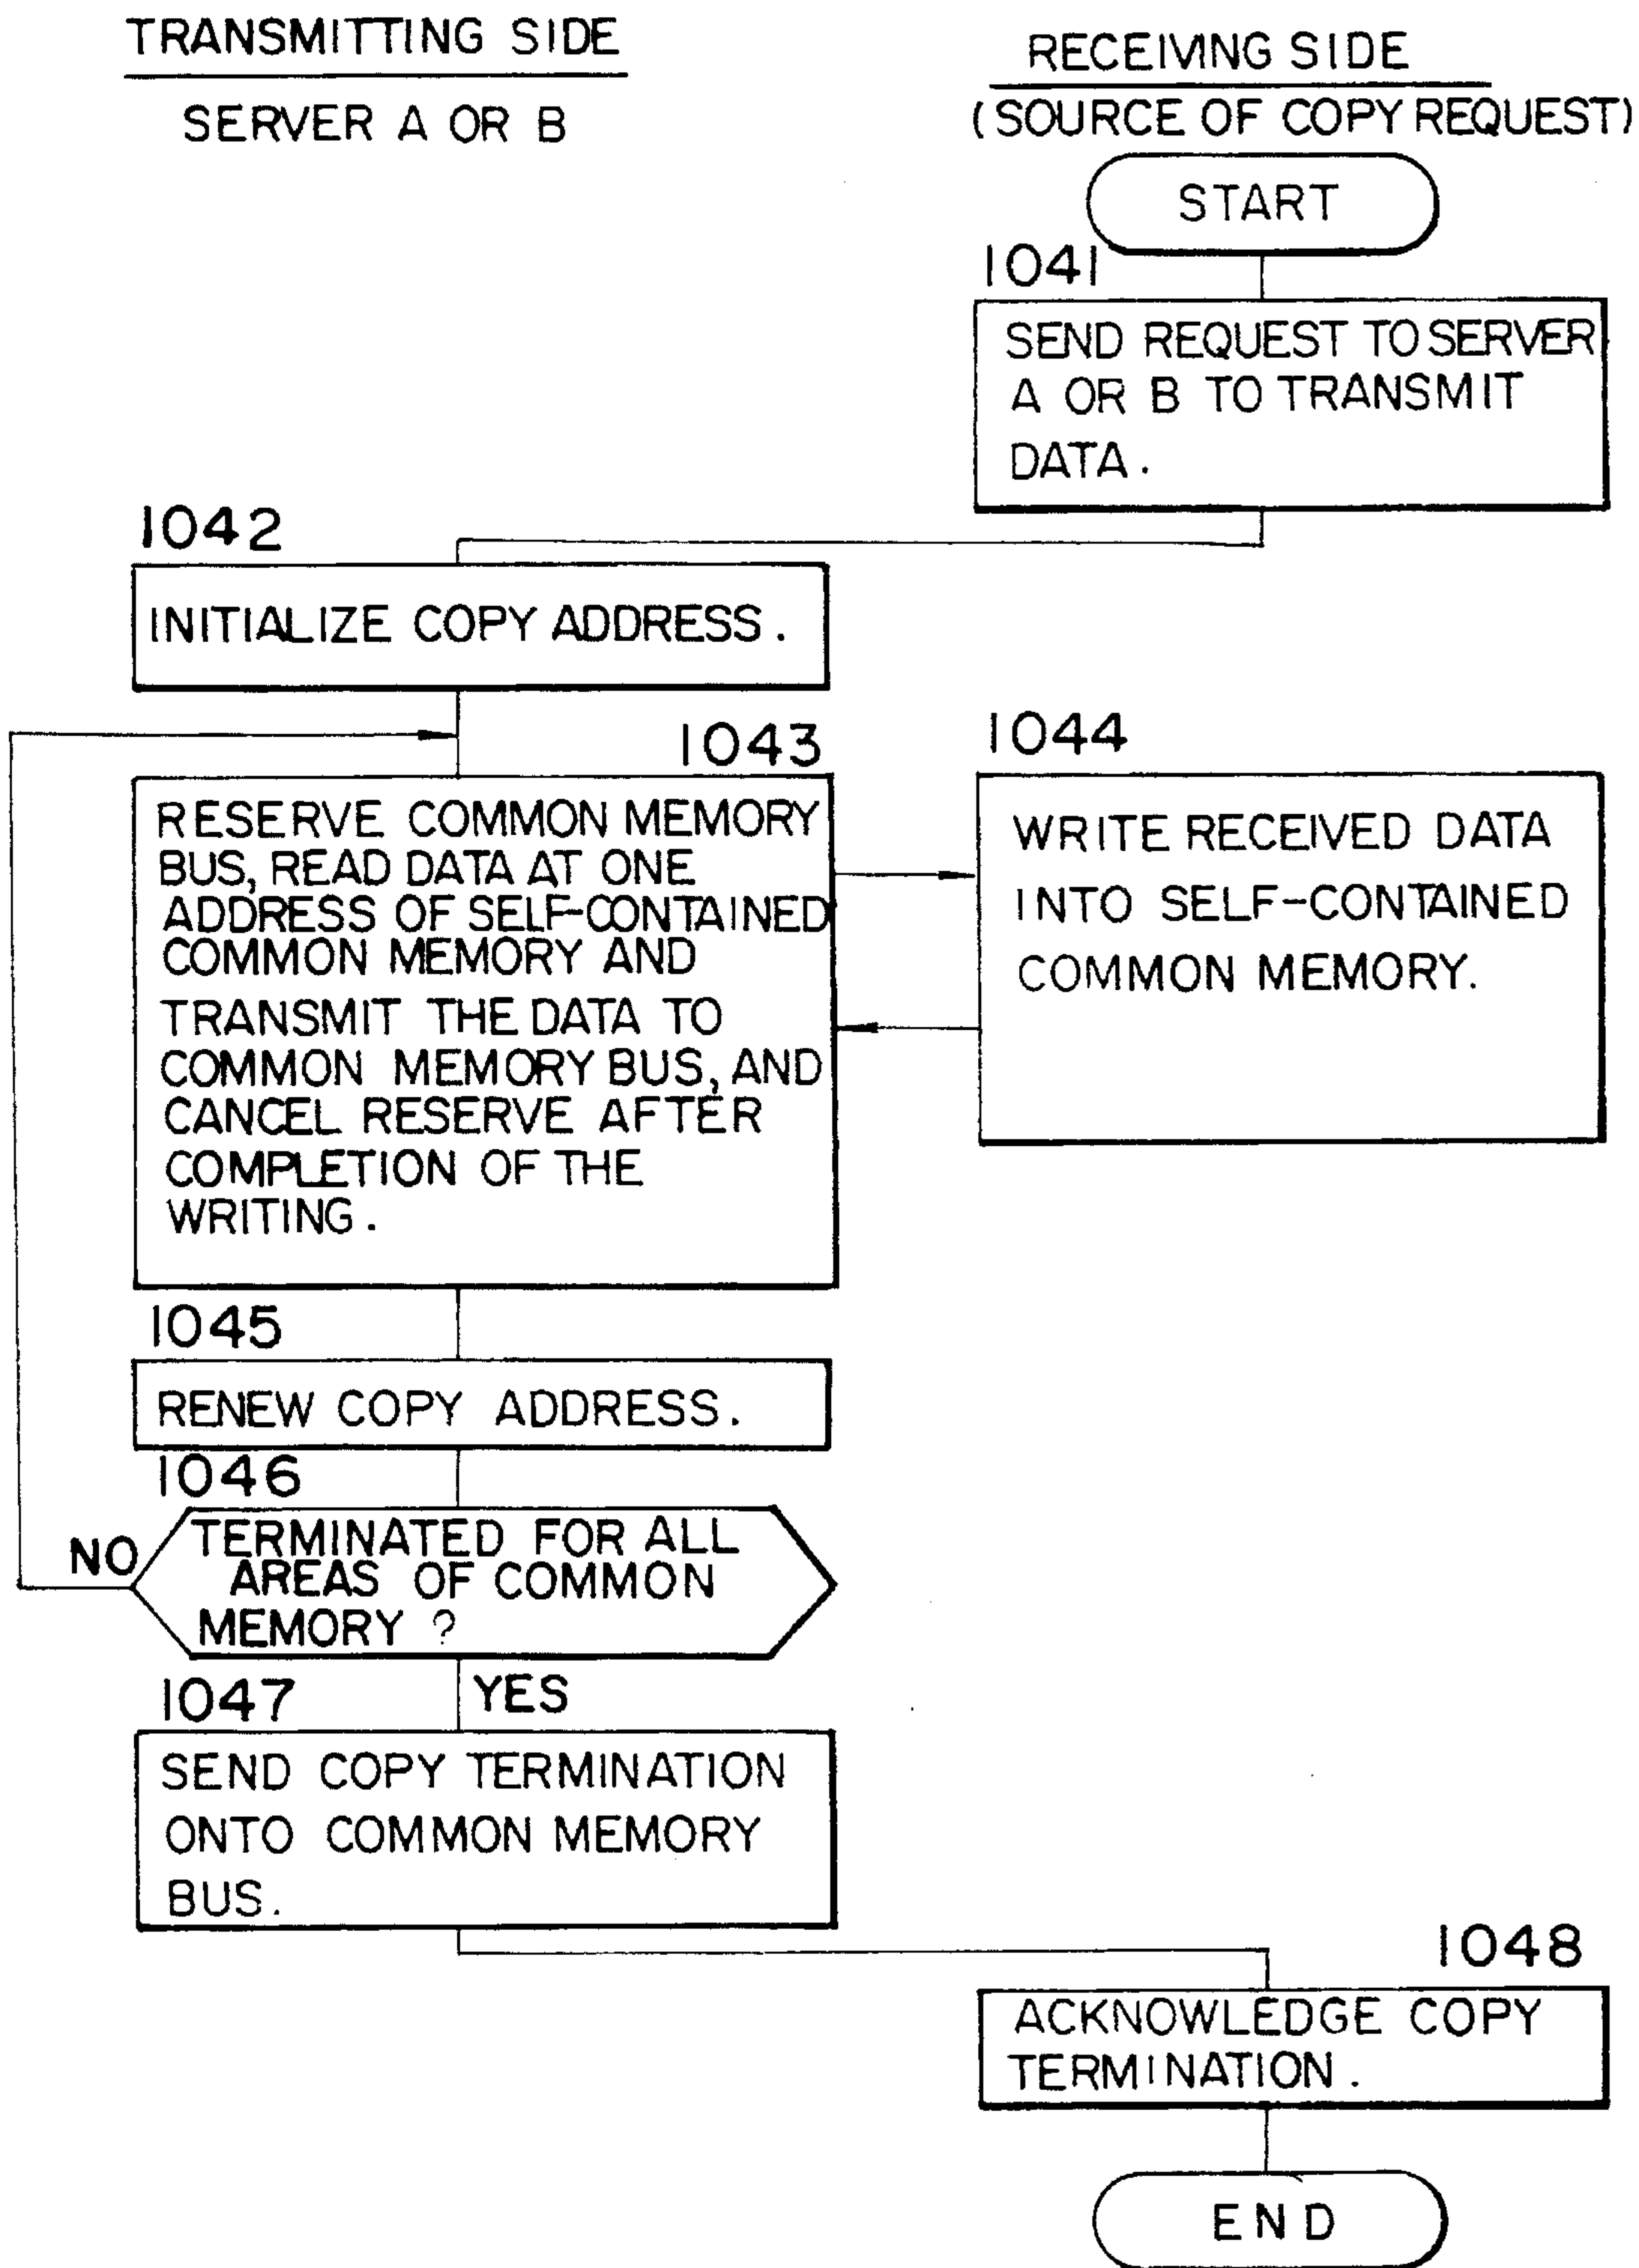 TRANSMITTING SIDE
SERVER A OR B
RECEIVING SIDE
(SOURCE OF COPY REQUEST)
START
1041
SEND REQUEST TO SERVER
A OR B TO TRANSMIT
DATA.
1042
INITIALIZE COPY ADDRESS.
1043
RESERVE COMMON MEMORY
BUS, READ DATA AT ONE
ADDRESS OF SELF-CONTAINED
COMMON MEMORY AND
TRANSMIT THE DATA TO
COMMON MEMORY BUS, AND
CANCEL RESERVE AFTER
COMPLETION OF THE
WRITING.
1044
WRITE RECEIVED DATA
INTO SELF-CONTAINED
COMMON MEMORY.
1045
RENEW COPY ADDRESS.
1046
TERMINATED FOR ALL
AREAS OF COMMON
MEMORY ?
NO
YES
1047
SEND COPY TERMINATION
ONTO COMMON MEMORY
BUS.
1048
ACKNOWLEDGE COPY
TERMINATION.
END